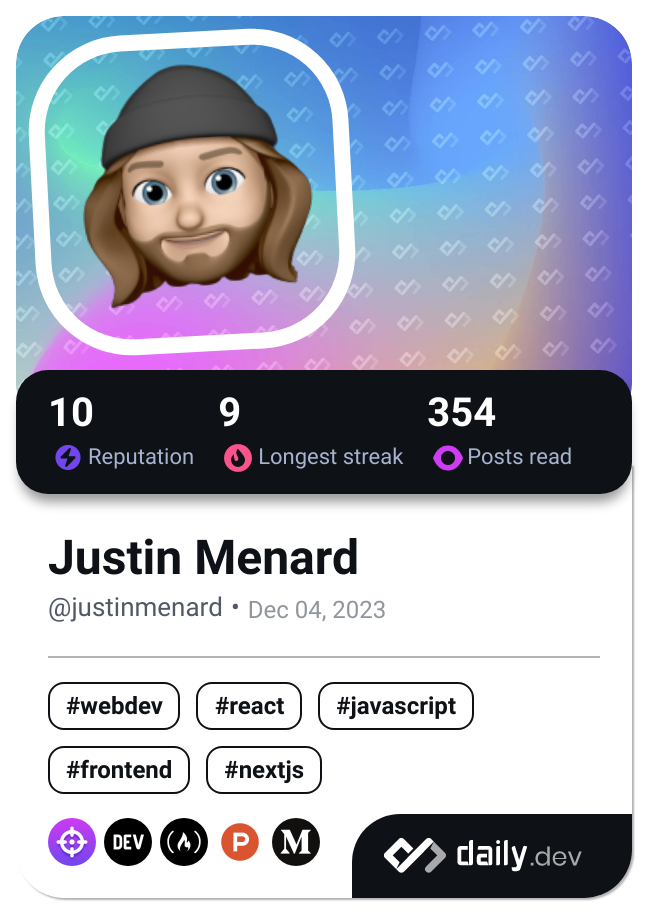 10 9 354
Reputation Longest streak Posts read
Justin Menard
@justinmenard • Dec 04, 2023
#webdev #react #javascript
#frontend #nextjs
DEV P M
daily.dev